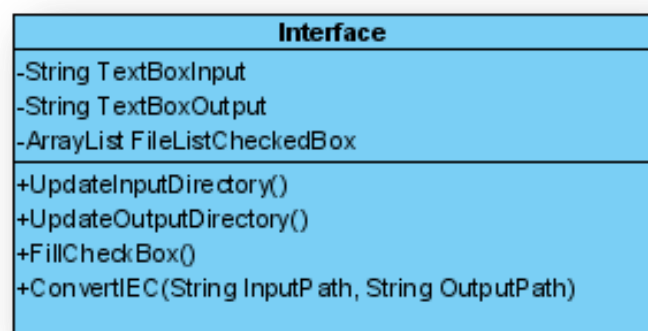 Interface
-String TextBoxInput
-String TextBoxOutput
-ArrayList FileListCheckedBox
+UpdateInputDirectory()
+UpdateOutputDirectory()
+FillCheckBox()
+ConvertIEC(String InputPath, String OutputPath)